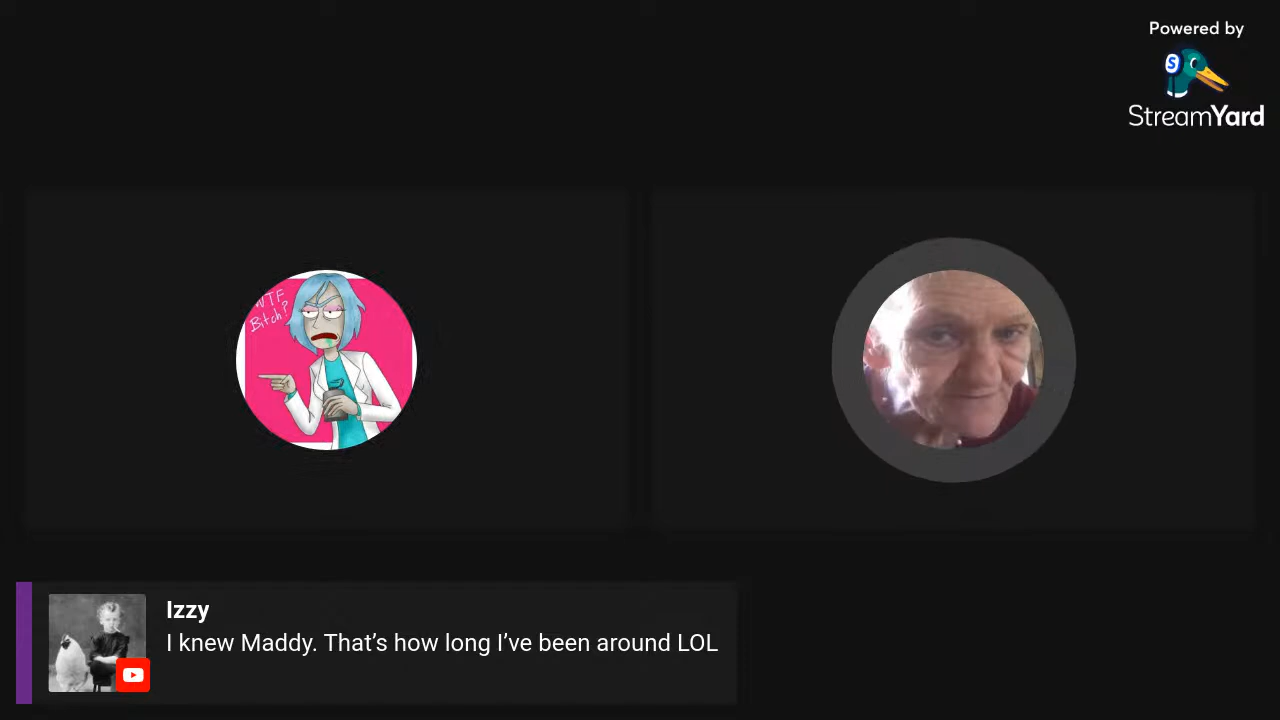 Powered by
S
StreamYard
WTF
Bitch?
Izzy
I knew Maddy. That’s how long I’ve been around LOL